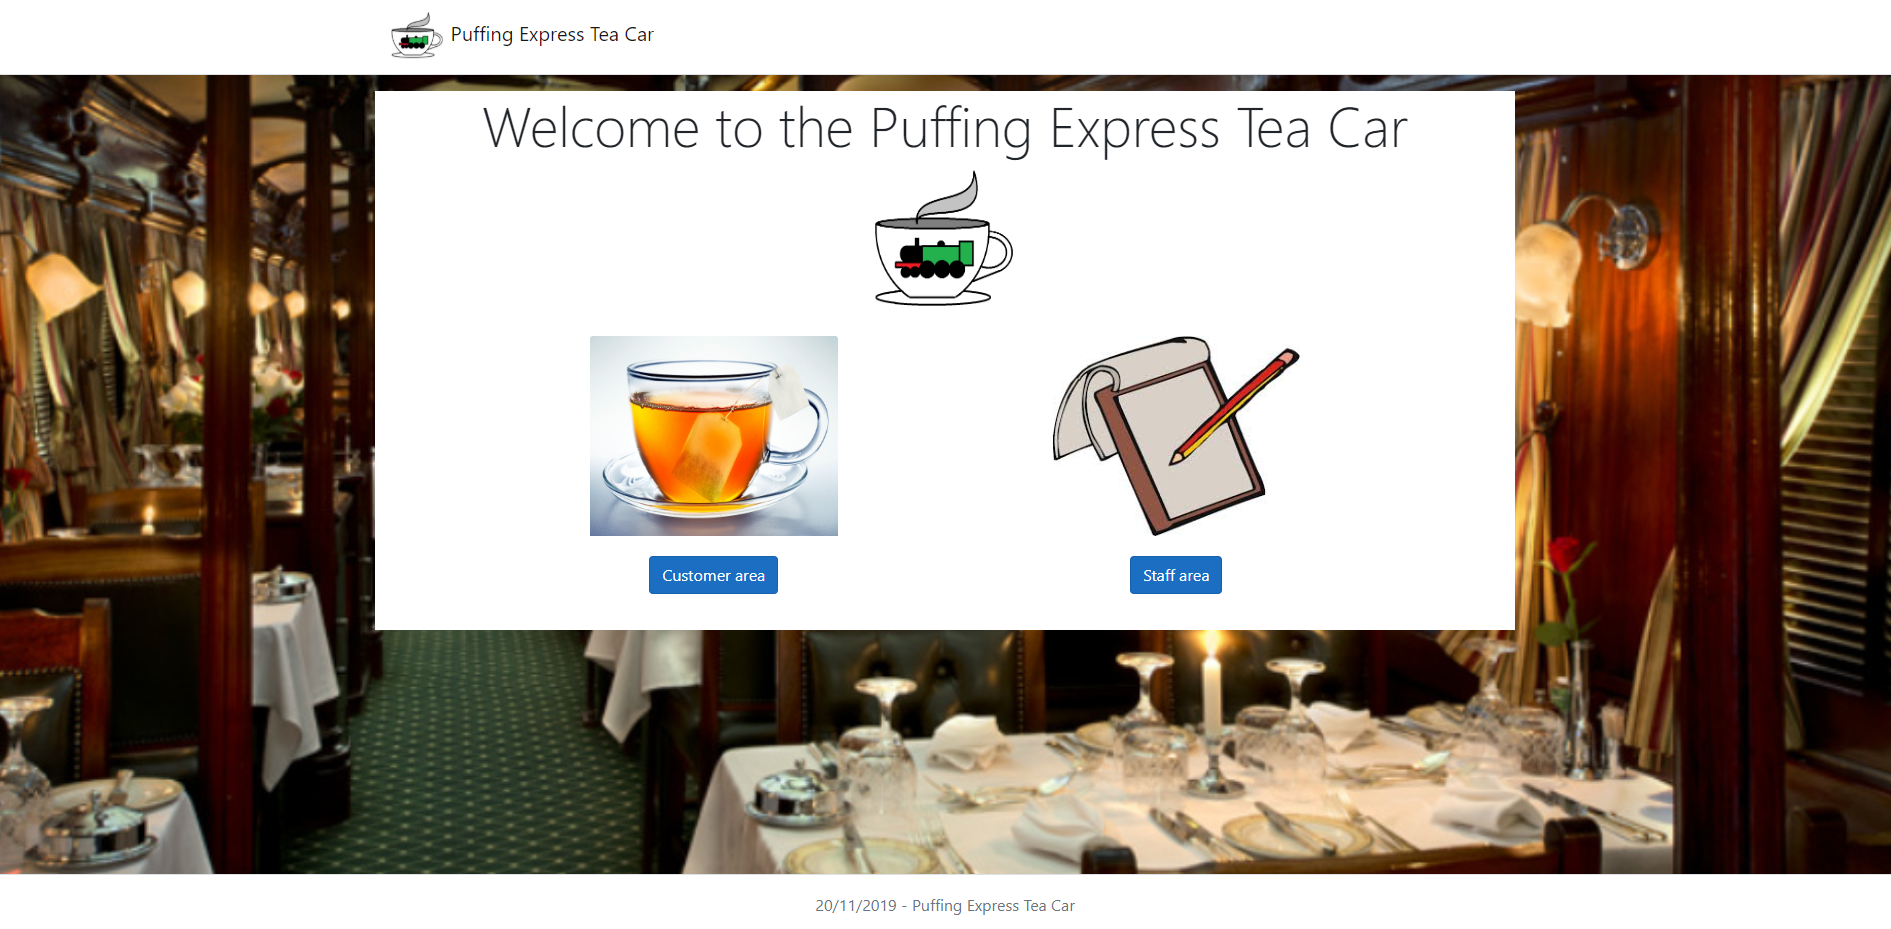 Puffing Express Tea Car
Welcome to the Puffing Express Tea Car
Customer area
Staff area
20/11/2019 - Puffing Express Tea Car